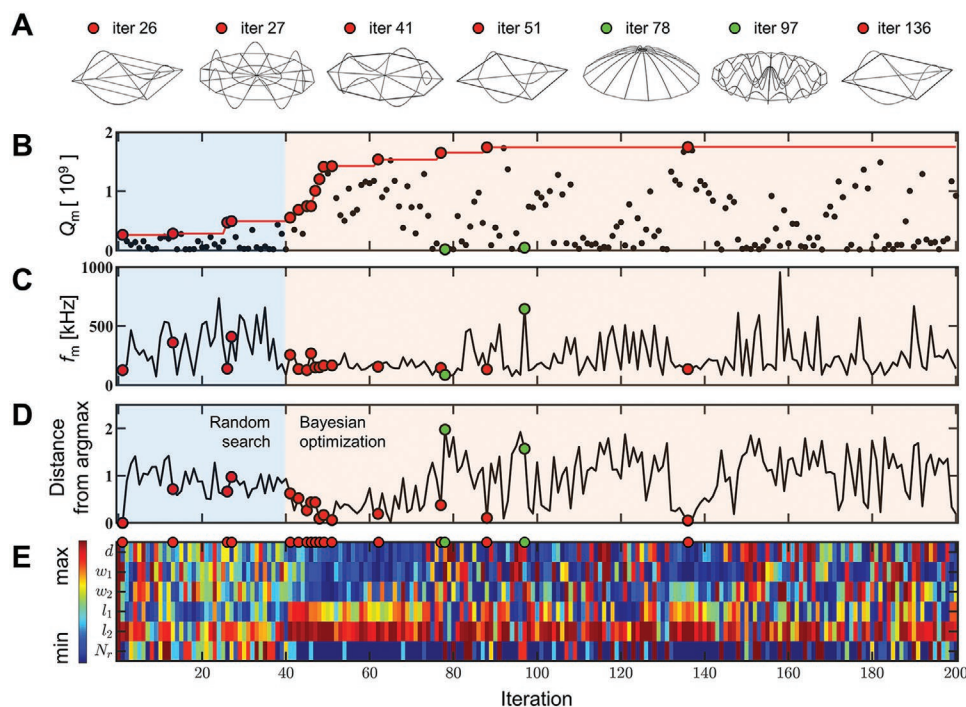 A
iter 26
iter 27
iter 41
iter 51
iter 78
iter 97
iter 136
B
Qm [ 10⁹ ]
2
1
0
C
fm [kHz]
1000
500
0
D
Distance
from argmax
2
1
0
Random
search
Bayesian
optimization
E
max
min
d
w1
w2
l1
l2
Nr
20 40 60 80 100 120 140 160 180 200
Iteration